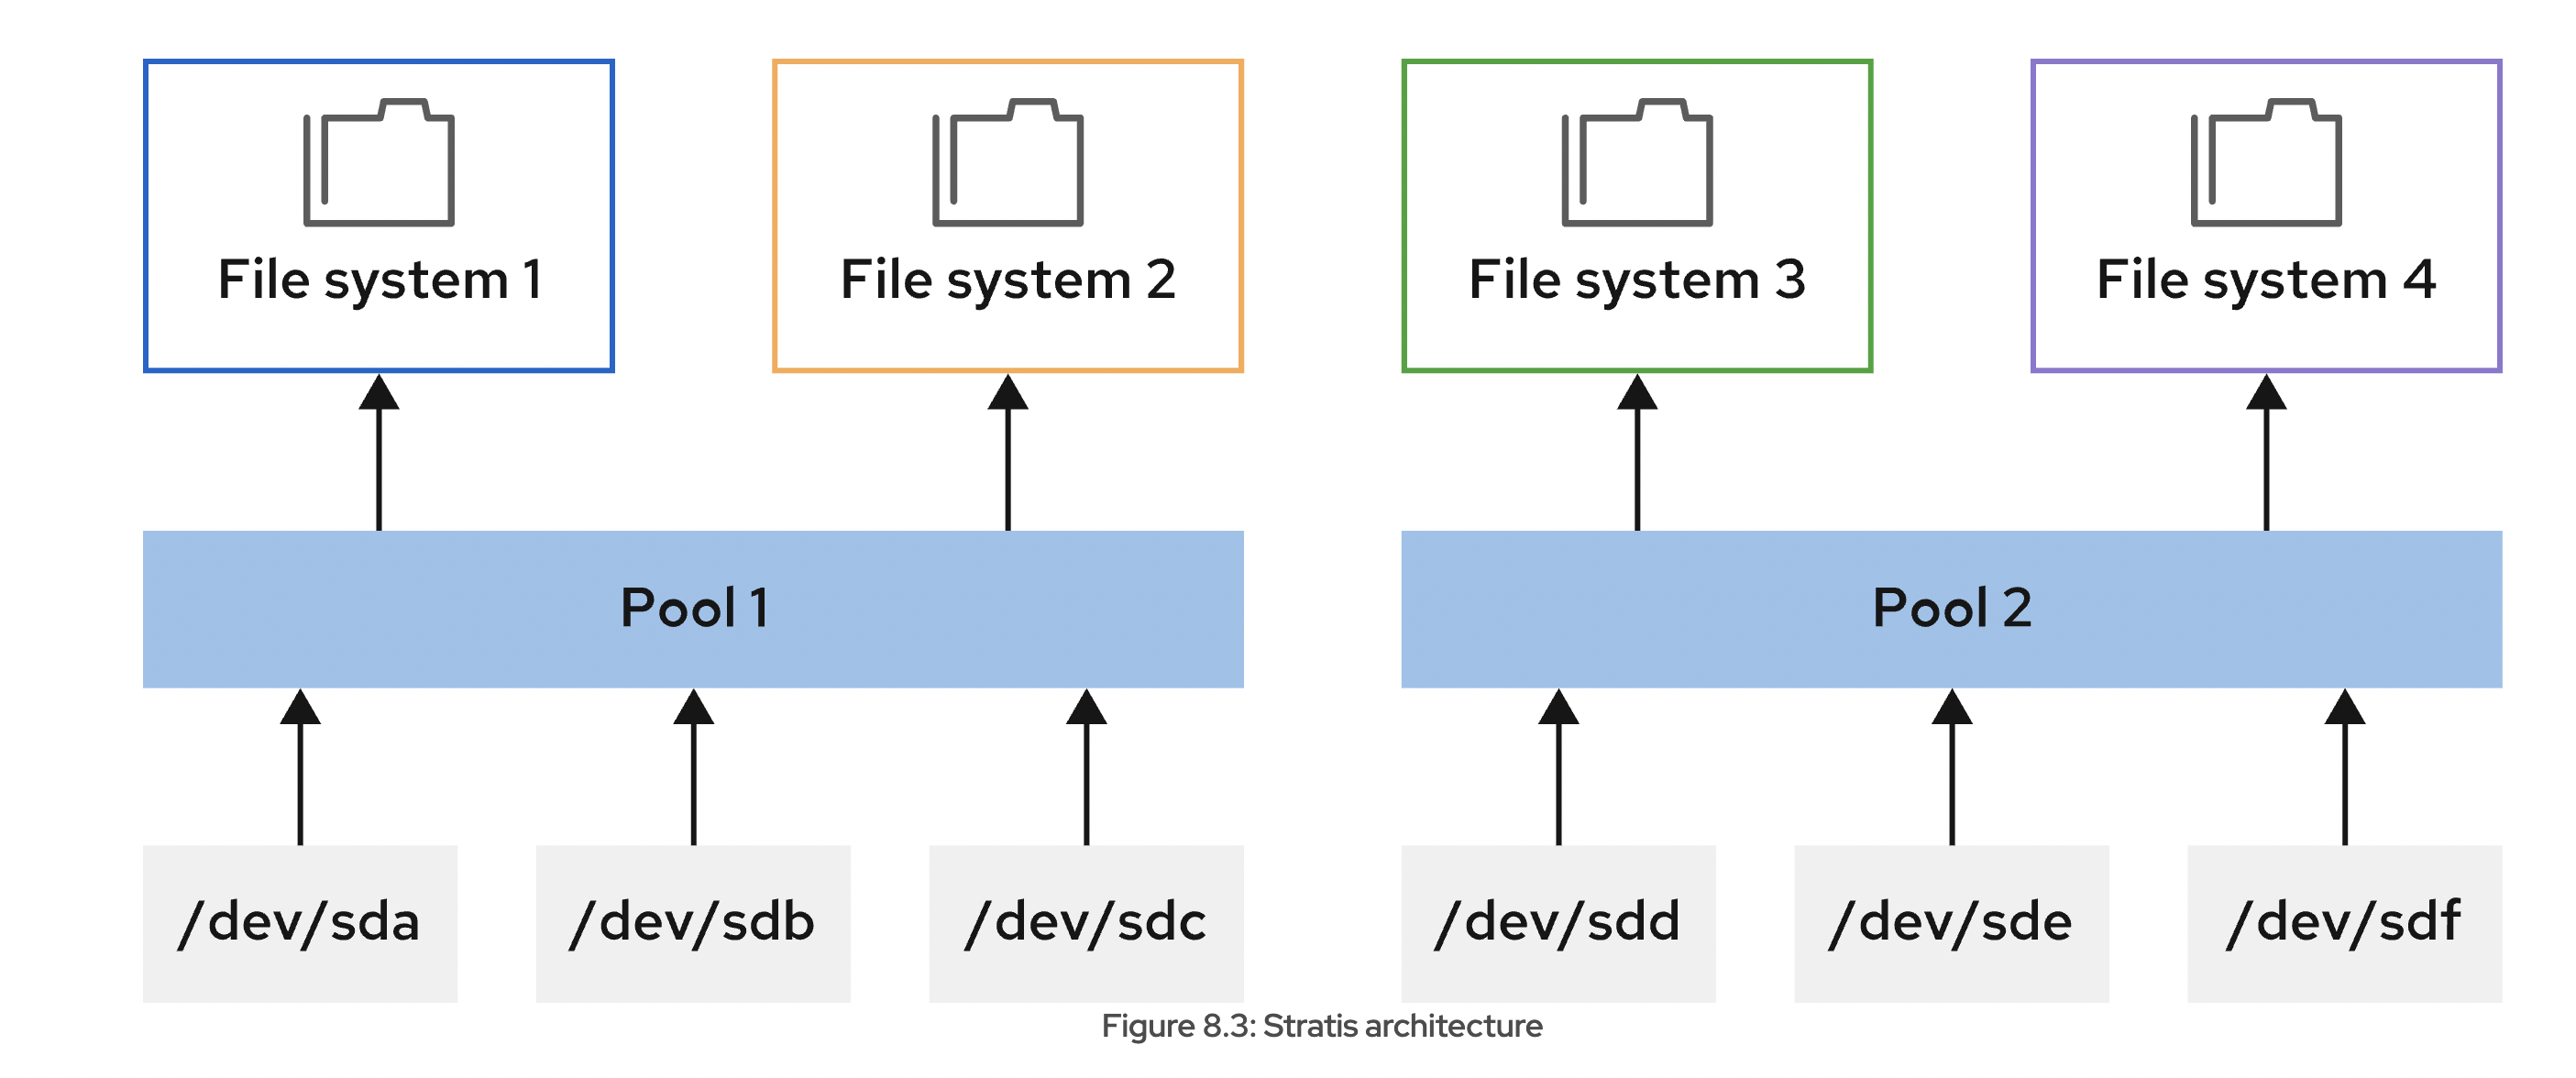 File system 1
File system 2
File system 3
File system 4
Pool 1
Pool 2
/dev/sda
/dev/sdb
/dev/sdc
/dev/sdd
/dev/sde
/dev/sdf
Figure 8.3: Stratis architecture